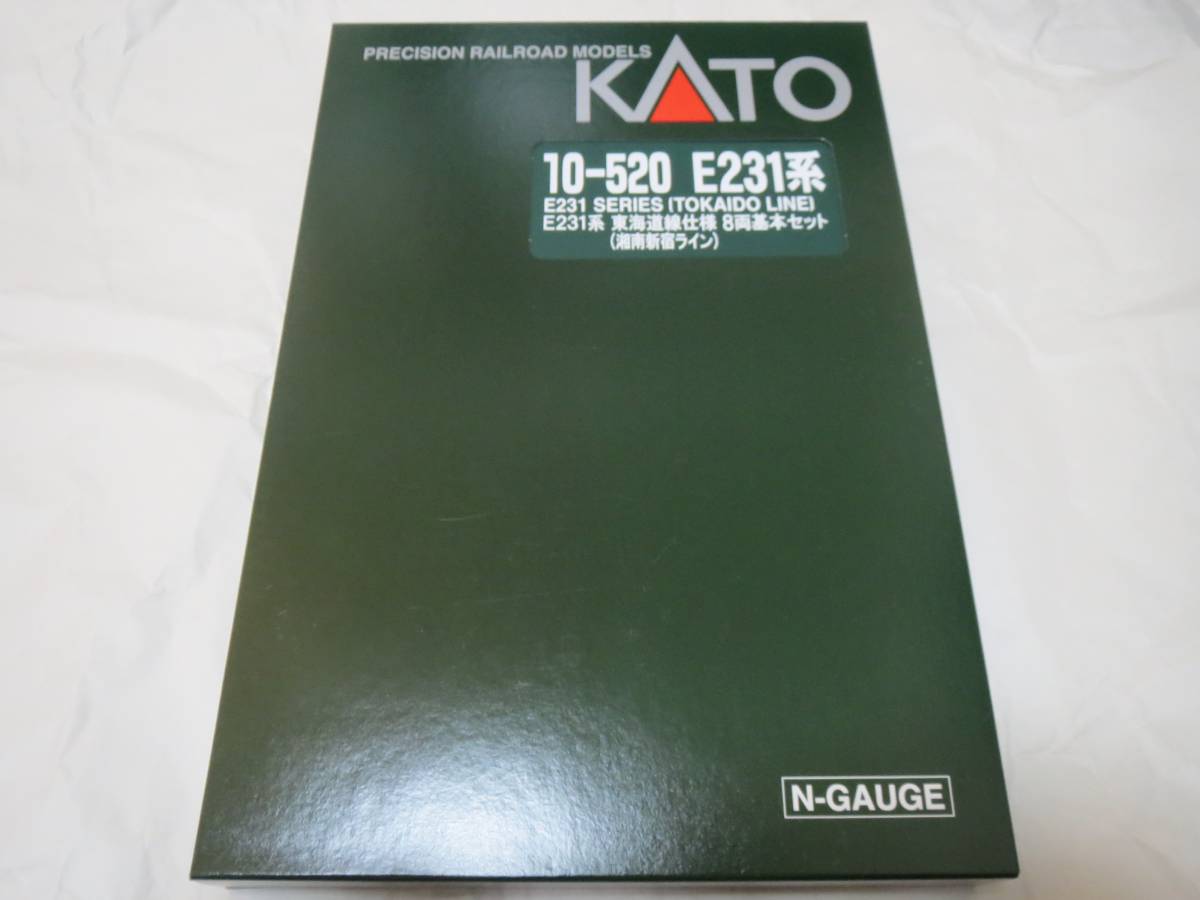 PRECISION RAILROAD MODELS
KATO
10-520 E231系
E231 SERIES (TOKAIDO LINE)
E231系 東海道線仕様 8両基本セット
(湘南新宿ライン)
N-GAUGE